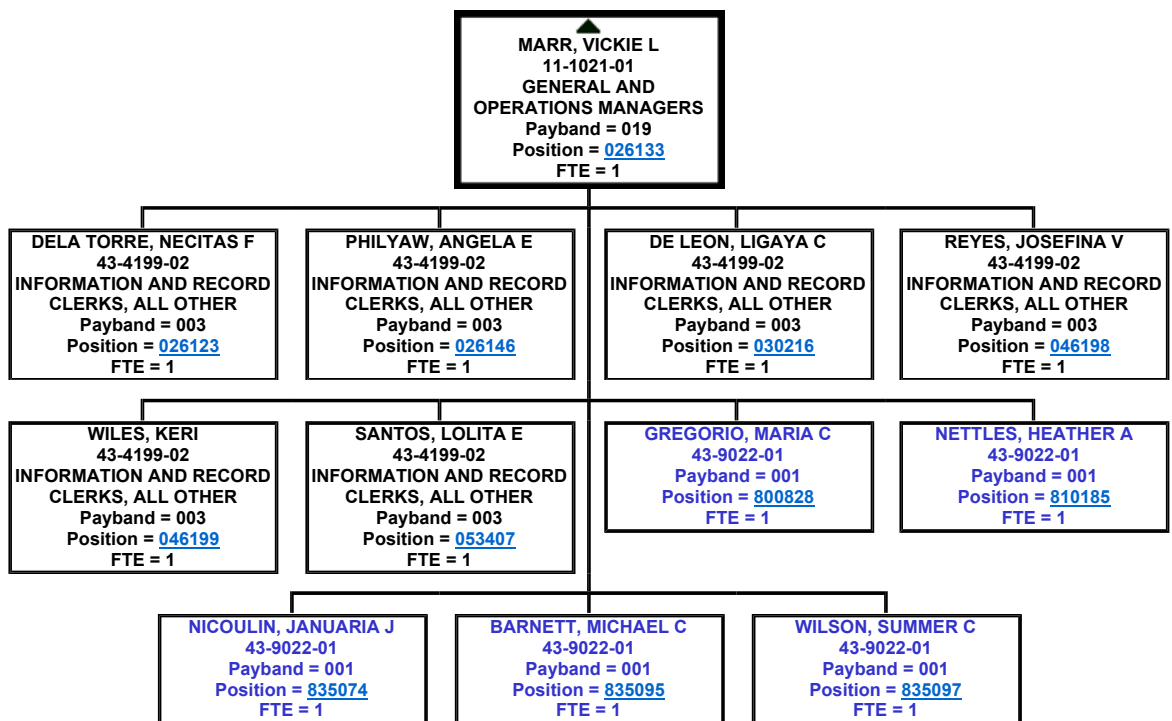 MARR, VICKIE L
11-1021-01
GENERAL AND
OPERATIONS MANAGERS
Payband = 019
Position = 026133
FTE = 1
DELA TORRE, NECITAS F
43-4199-02
INFORMATION AND RECORD
CLERKS, ALL OTHER
Payband = 003
Position = 026123
FTE = 1
PHILYAW, ANGELA E
43-4199-02
INFORMATION AND RECORD
CLERKS, ALL OTHER
Payband = 003
Position = 026146
FTE = 1
DE LEON, LIGAYA C
43-4199-02
INFORMATION AND RECORD
CLERKS, ALL OTHER
Payband = 003
Position = 030216
FTE = 1
REYES, JOSEFINA V
43-4199-02
INFORMATION AND RECORD
CLERKS, ALL OTHER
Payband = 003
Position = 046198
FTE = 1
WILES, KERI
43-4199-02
INFORMATION AND RECORD
CLERKS, ALL OTHER
Payband = 003
Position = 046199
FTE = 1
SANTOS, LOLITA E
43-4199-02
INFORMATION AND RECORD
CLERKS, ALL OTHER
Payband = 003
Position = 053407
FTE = 1
GREGORIO, MARIA C
43-9022-01
Payband = 001
Position = 800828
FTE = 1
NETTLES, HEATHER A
43-9022-01
Payband = 001
Position = 810185
FTE = 1
NICOULIN, JANUARIA J
43-9022-01
Payband = 001
Position = 835074
FTE = 1
BARNETT, MICHAEL C
43-9022-01
Payband = 001
Position = 835095
FTE = 1
WILSON, SUMMER C
43-9022-01
Payband = 001
Position = 835097
FTE = 1